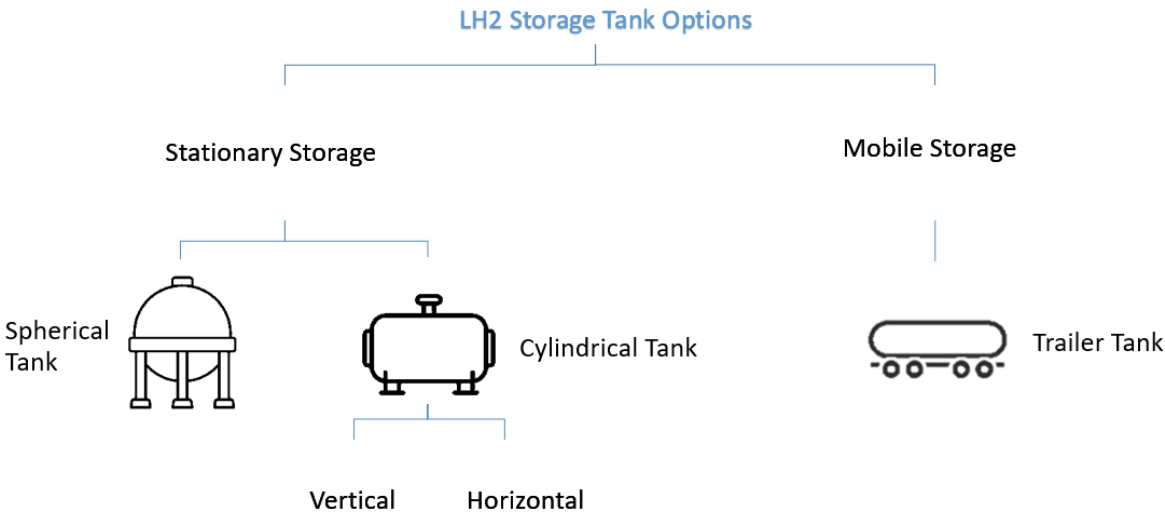 LH2 Storage Tank Options
Stationary Storage
Mobile Storage
Spherical
Tank
Cylindrical Tank
Trailer Tank
Vertical
Horizontal